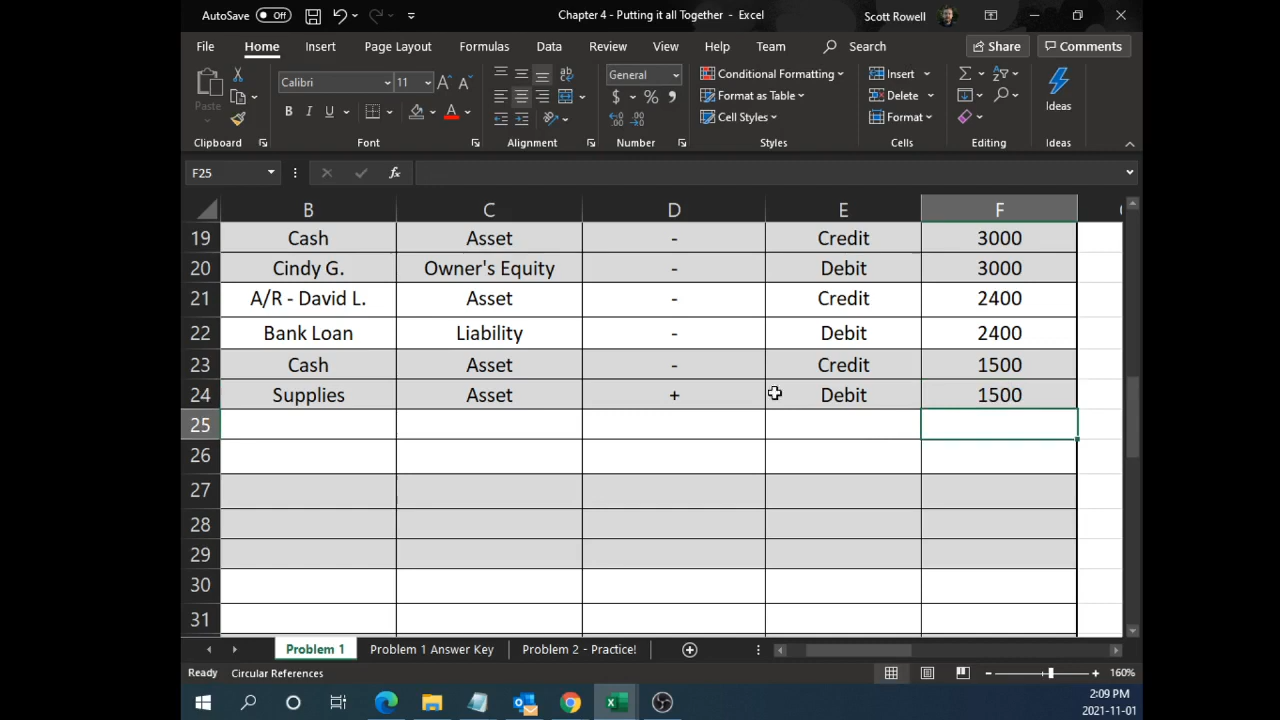 AutoSave Off Chapter 4 - Putting it all Together - Excel Scott Rowell
File Home Insert Page Layout Formulas Data Review View Help Team Search Share Comments
Paste Calibri 11 General Conditional Formatting Insert Ideas
B I U $ % Format as Table Delete
Cell Styles Format
Clipboard Font Alignment Number Styles Cells Editing Ideas
F25 fx
B C D E F
19 Cash Asset - Credit 3000
20 Cindy G. Owner's Equity - Debit 3000
21 A/R - David L. Asset - Credit 2400
22 Bank Loan Liability - Debit 2400
23 Cash Asset - Credit 1500
24 Supplies Asset + Debit 1500
25
26
27
28
29
30
31
Problem 1 Problem 1 Answer Key Problem 2 - Practice!
Ready Circular References 160%
2:09 PM
2021-11-01